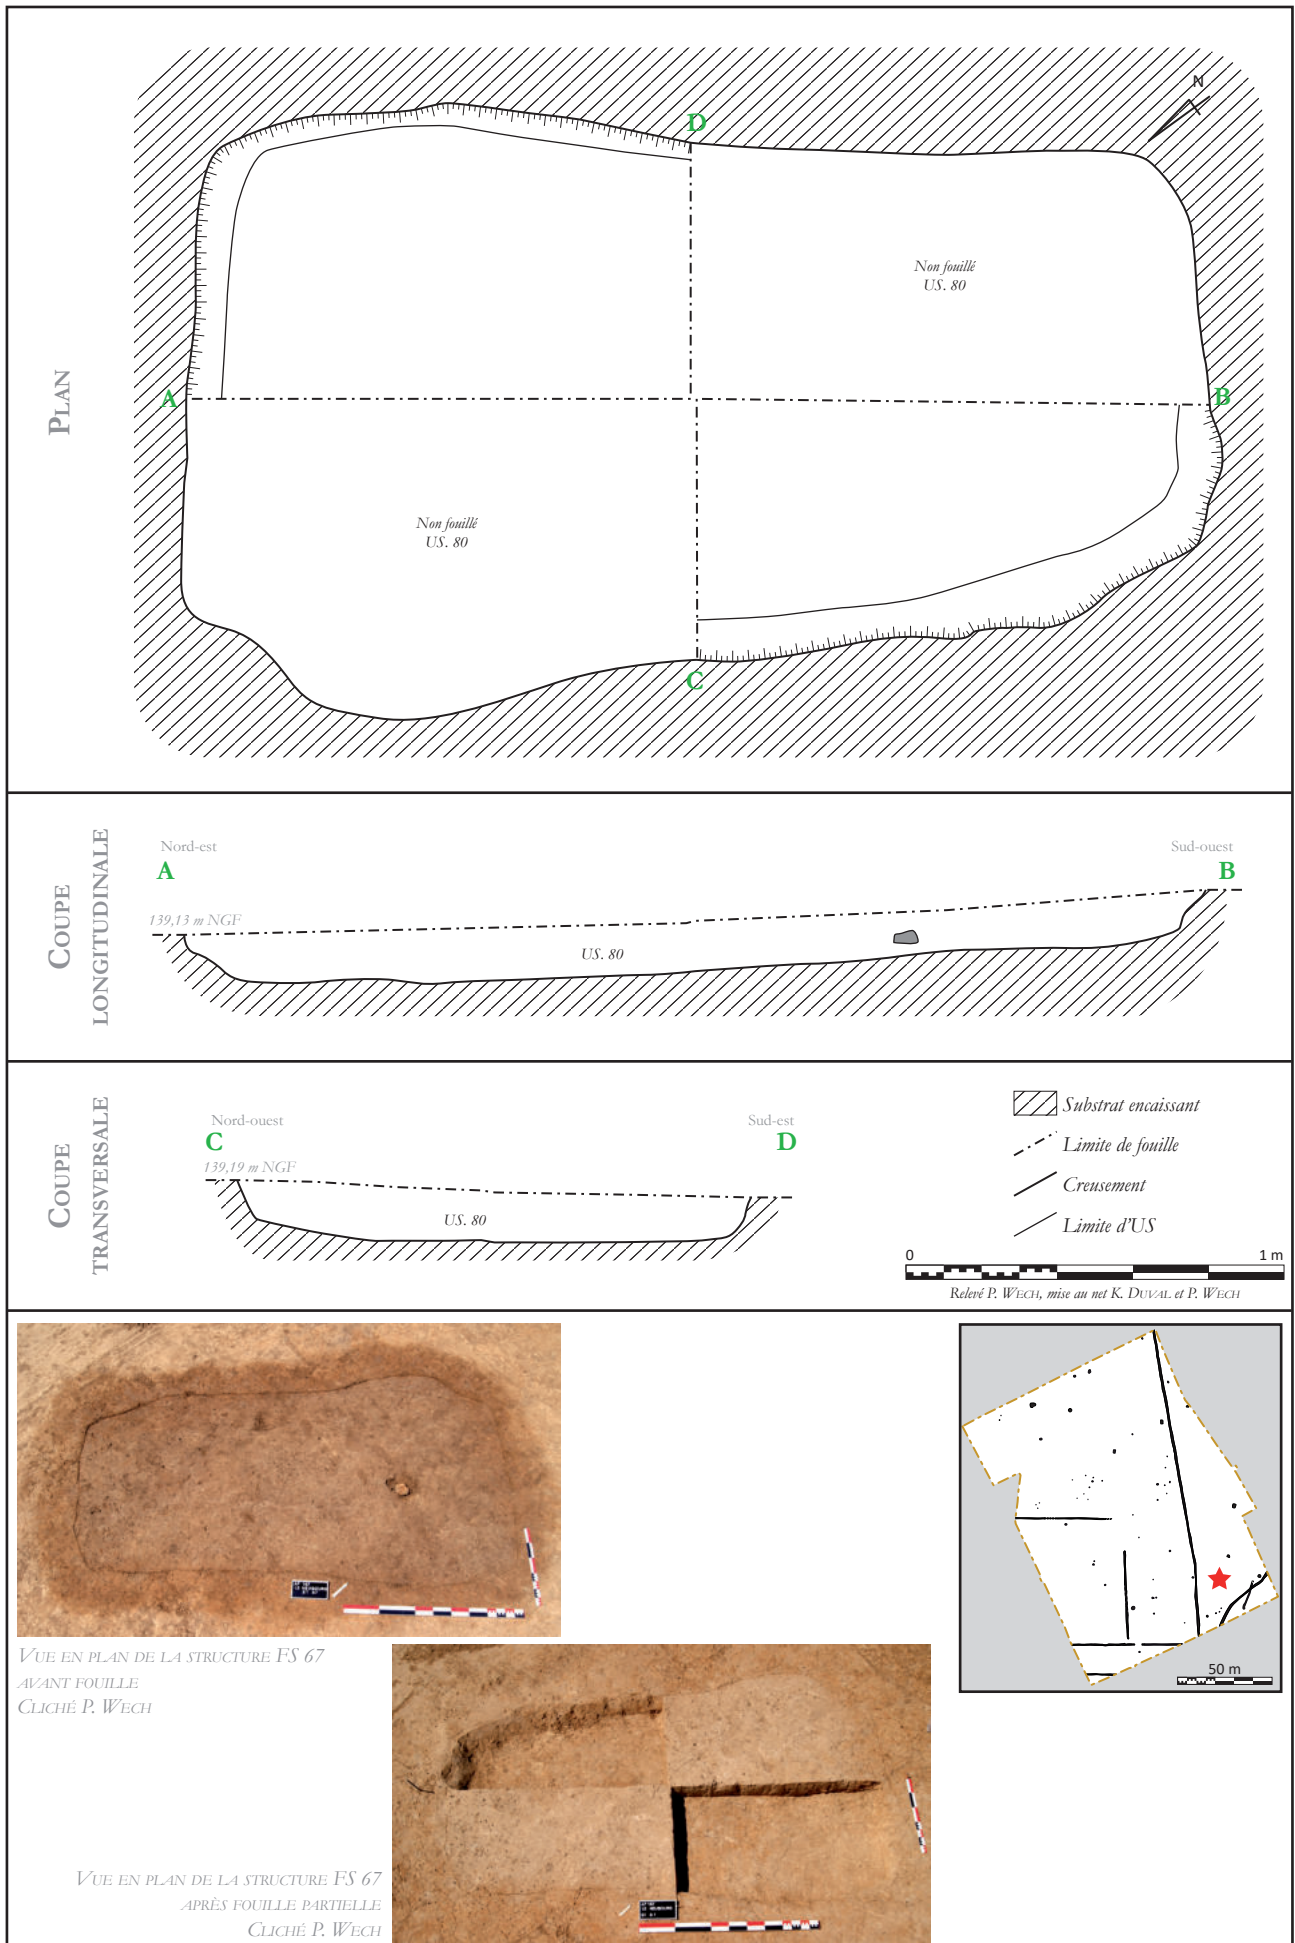 PLAN
N
D
Non fouillé
US. 80
A
B
Non fouillé
US. 80
C
COUPE
LONGITUDINALE
Nord-est
A
Sud-ouest
B
139,13 m NGF
US. 80
COUPE
TRANSVERSALE
Nord-ouest
C
Sud-est
D
139,19 m NGF
US. 80
Substrat encaissant
Limite de fouille
Creusement
Limite d'US
0 1 m
Relevé P. WECH, mise au net K. DUVAL et P. WECH
VUE EN PLAN DE LA STRUCTURE FS 67
AVANT FOUILLE
CLICHÉ P. WECH
50 m
VUE EN PLAN DE LA STRUCTURE FS 67
APRÈS FOUILLE PARTIELLE
CLICHÉ P. WECH